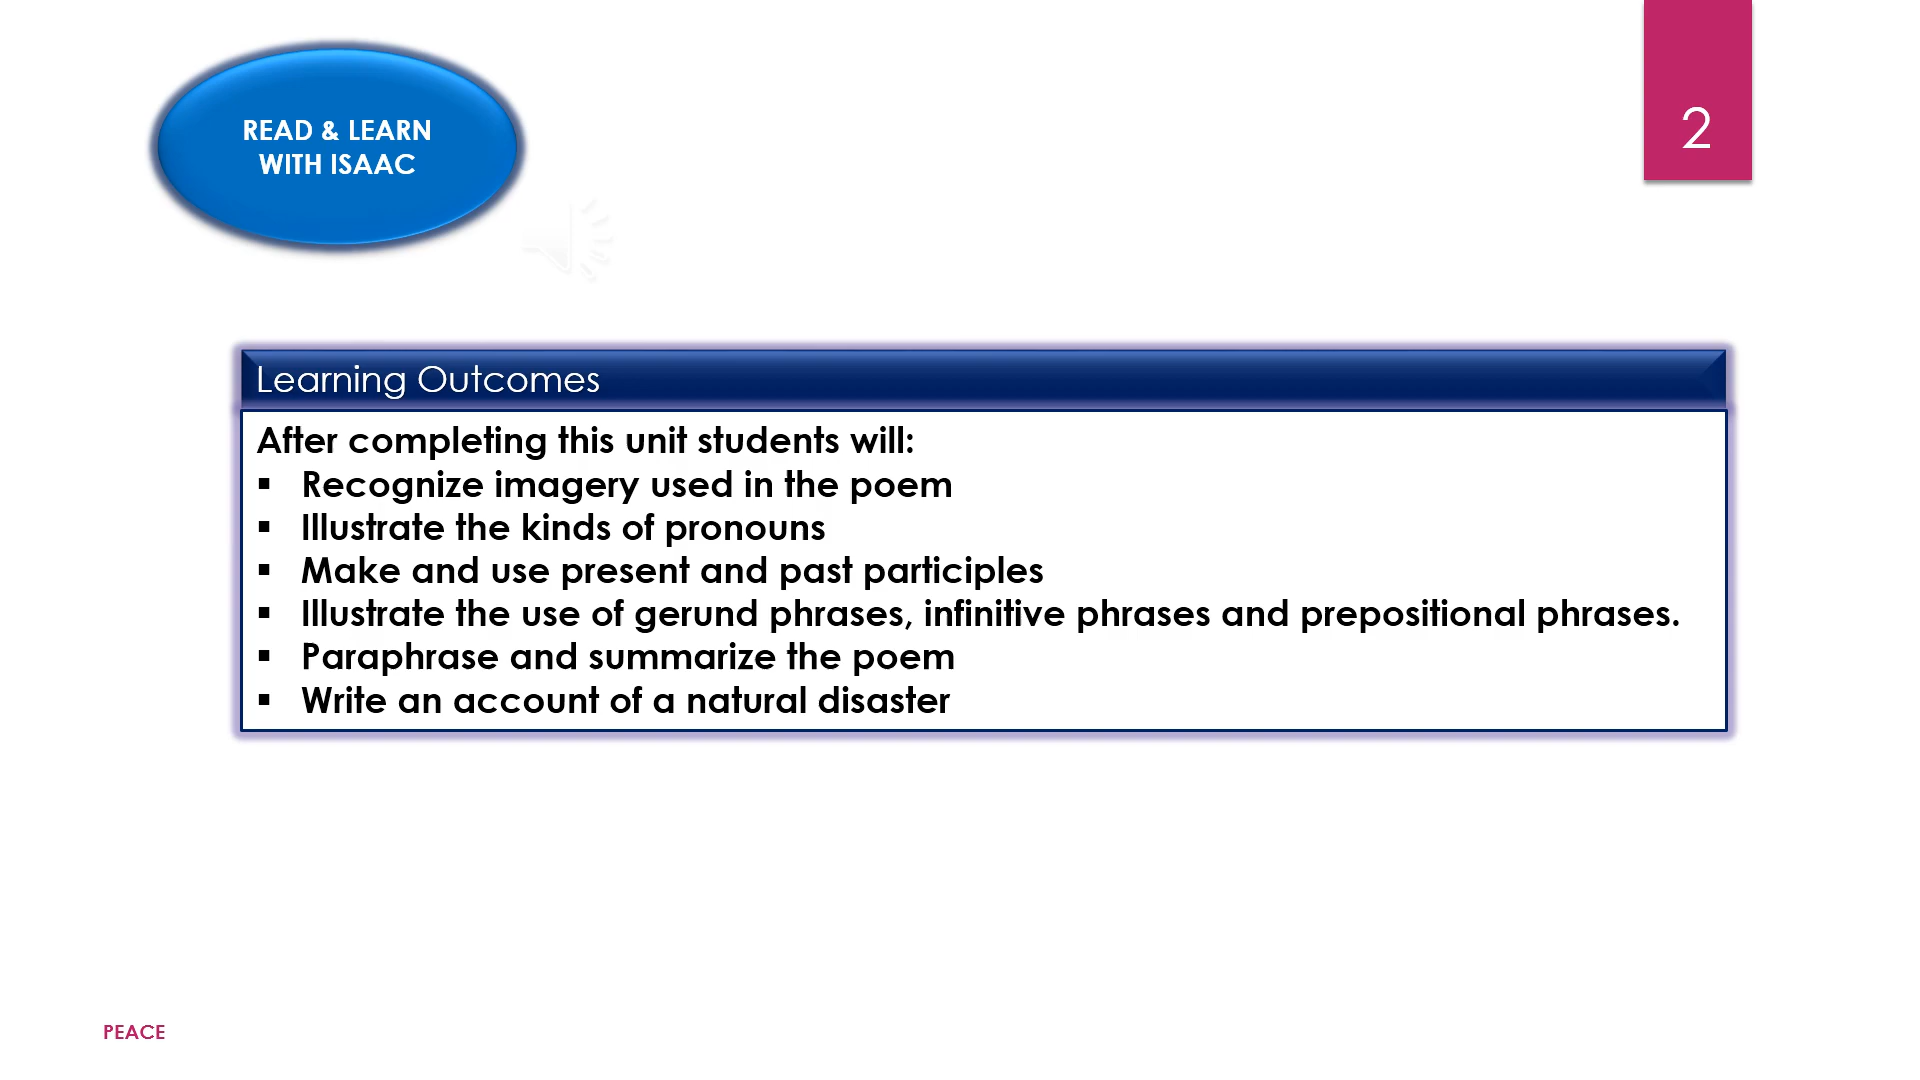 READ & LEARN
WITH ISAAC
2
Learning Outcomes
After completing this unit students will:
▪ Recognize imagery used in the poem
▪ Illustrate the kinds of pronouns
▪ Make and use present and past participles
▪ Illustrate the use of gerund phrases, infinitive phrases and prepositional phrases.
▪ Paraphrase and summarize the poem
▪ Write an account of a natural disaster
PEACE